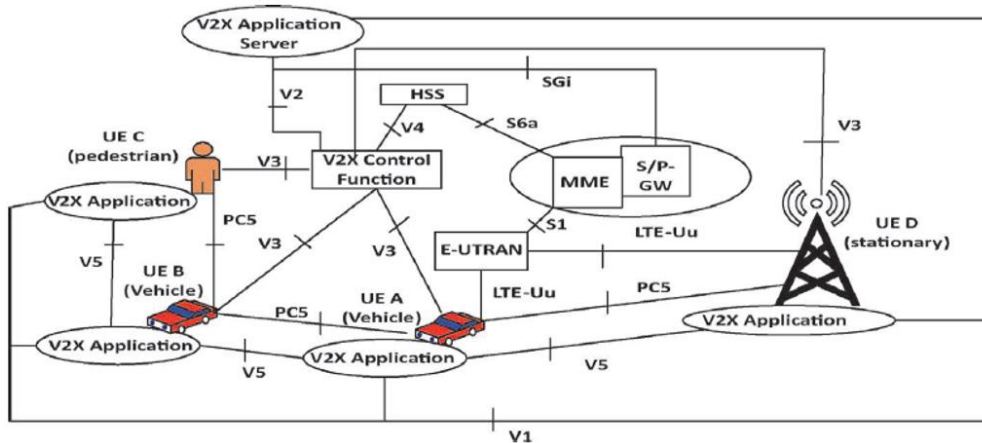 V2X Application
Server
SGi
V2
HSS
V4
S6a
V3
UE C
(pedestrian)
V3
V2X Control
Function
MME
S/P-
GW
V2X Application
PC5
S1
UE D
(stationary)
V3
V3
E-UTRAN
LTE-Uu
V5
UE B
(Vehicle)
LTE-Uu
PC5
UE A
(Vehicle)
PC5
V2X Application
V2X Application
V2X Application
V5
V5
V1